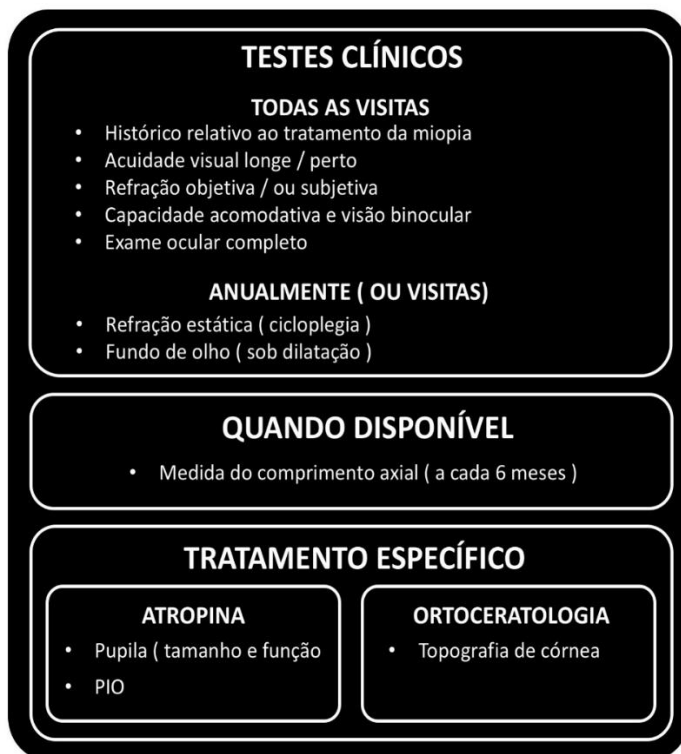 TESTES CLÍNICOS
TODAS AS VISITAS
• Histórico relativo ao tratamento da miopia
• Acuidade visual longe / perto
• Refração objetiva / ou subjetiva
• Capacidade acomodativa e visão binocular
• Exame ocular completo
ANUALMENTE ( OU VISITAS)
• Refração estática ( cicloplegia )
• Fundo de olho ( sob dilatação )
QUANDO DISPONÍVEL
• Medida do comprimento axial ( a cada 6 meses )
TRATAMENTO ESPECÍFICO
ATROPINA
• Pupila ( tamanho e função
• PIO
ORTOCERATOLOGIA
• Topografia de córnea